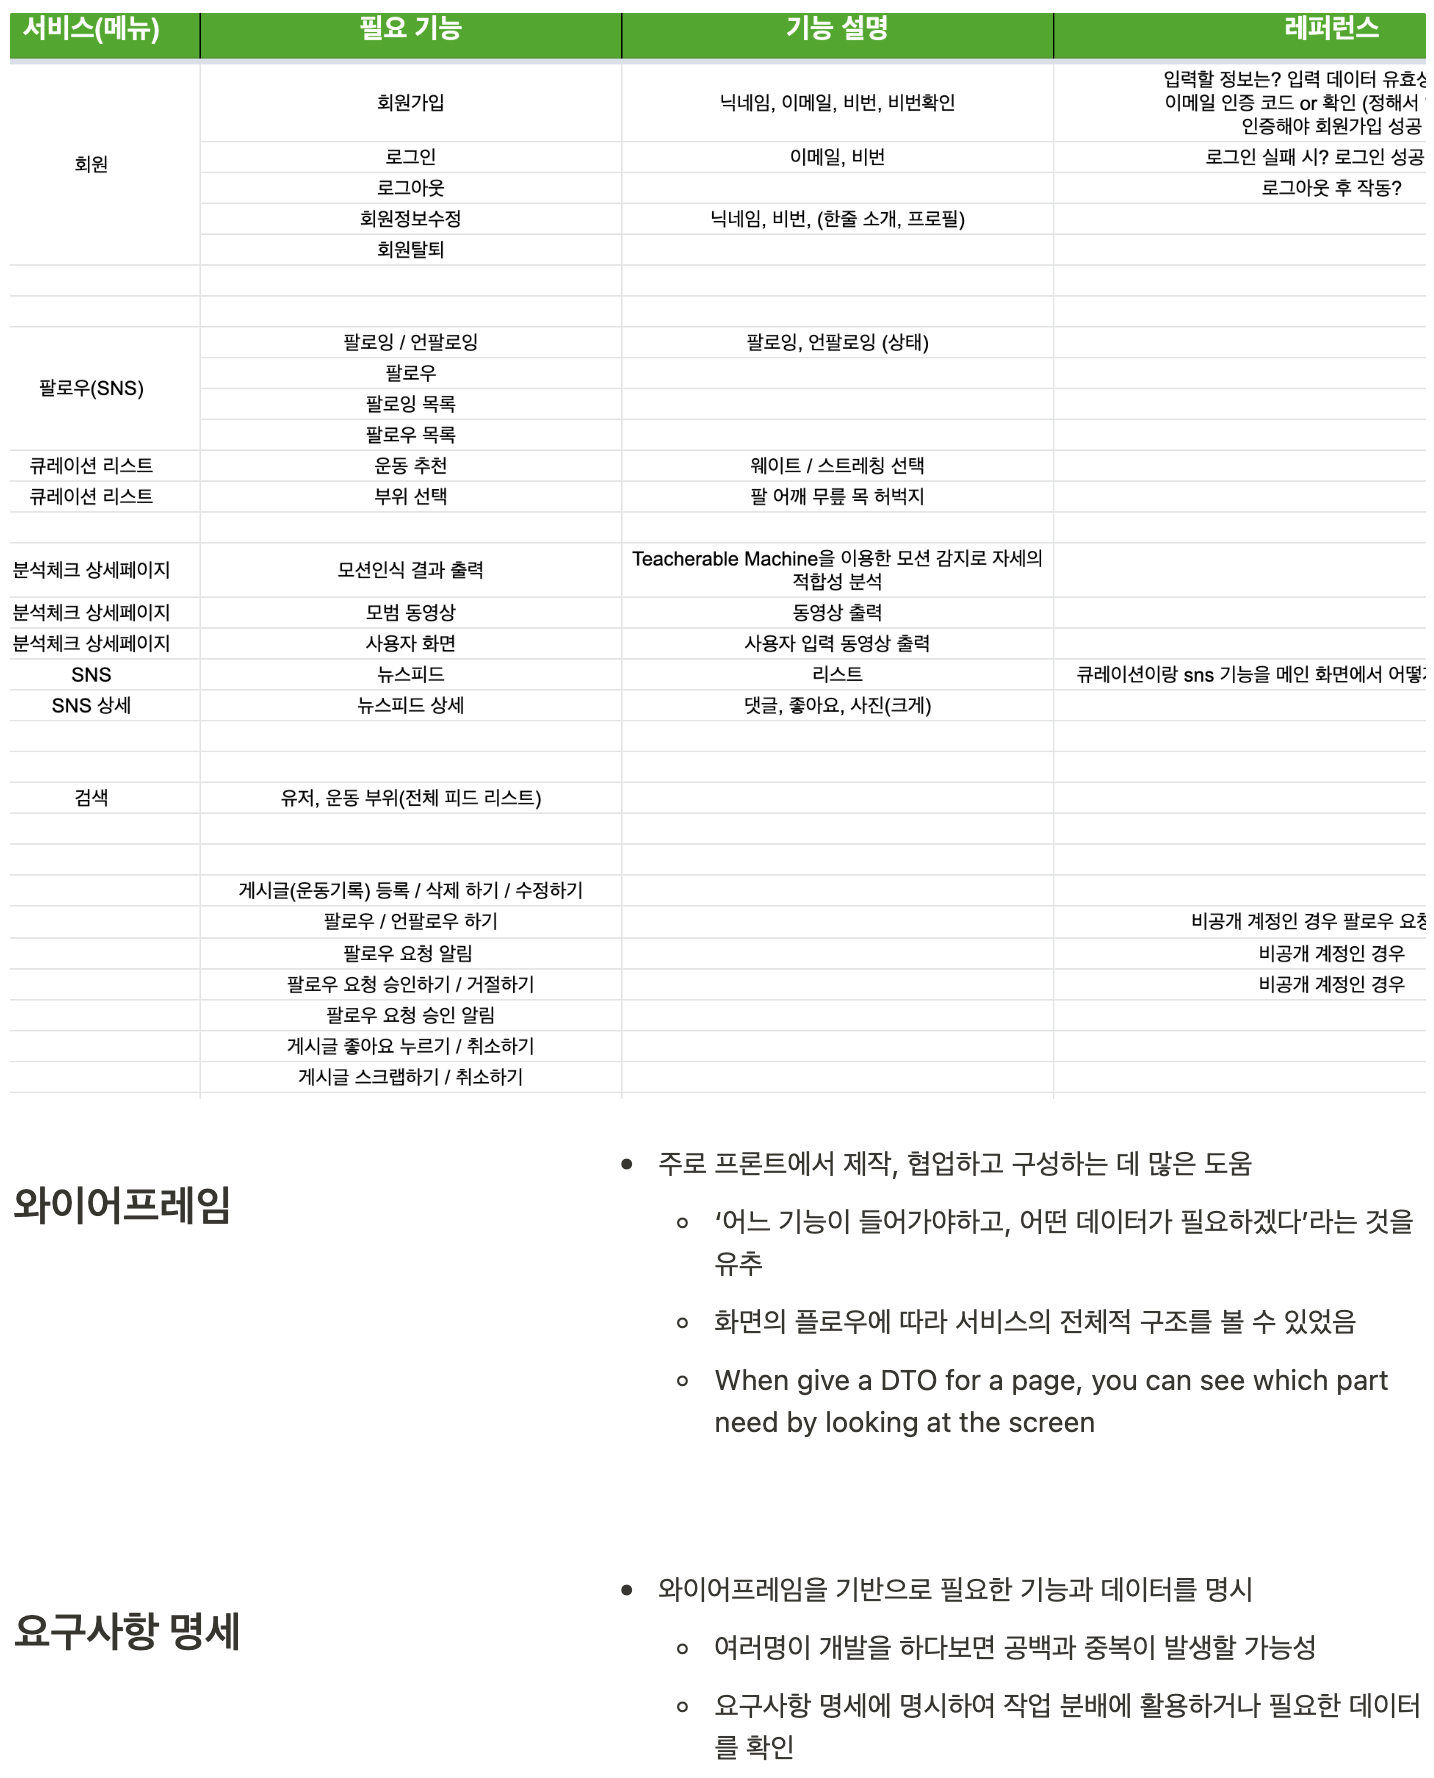 서비스(메뉴) 필요 기능 기능 설명 레퍼런스
회원
회원가입 닉네임, 이메일, 비번, 비번확인
입력할 정보는? 입력 데이터
이메일 인증 코드 or 확인 (정해서
인증해야 회원가입 성공
로그인 이메일, 비번 로그인 실패 시? 로그인 성공
로그아웃 로그아웃 후 작동?
회원정보수정 닉네임, 비번, (한줄 소개, 프로필)
회원탈퇴
팔로우(SNS)
팔로잉 / 언팔로잉 팔로잉, 언팔로잉 (상태)
팔로우
팔로잉 목록
팔로우 목록
큐레이션 리스트 운동 추천 웨이트 / 스트레칭 선택
큐레이션 리스트 부위 선택 팔 어깨 무릎 목 허벅지
분석체크 상세페이지 모션인식 결과 출력
Teacherable Machine을 이용한 모션 감지로 자세의
적합성 분석
분석체크 상세페이지 모범 동영상 동영상 출력
분석체크 상세페이지 사용자 화면 사용자 입력 동영상 출력
SNS 뉴스피드 리스트 큐레이션이랑 sns 기능을 메인 화면에서
SNS 상세 뉴스피드 상세 댓글, 좋아요, 사진(크게)
검색 유저, 운동 부위(전체 피드 리스트)
게시글(운동기록) 등록 / 삭제 하기 / 수정하기
팔로우 / 언팔로우 하기 비공개 계정인 경우 팔로우
팔로우 요청 알림 비공개 계정인 경우
팔로우 요청 승인하기 / 거절하기 비공개 계정인 경우
팔로우 요청 승인 알림
게시글 좋아요 누르기 / 취소하기
게시글 스크랩하기 / 취소하기
와이어프레임
• 주로 프론트에서 제작, 협업하고 구성하는 데 많은 도움
‘어느 기능이 들어가야하고, 어떤 데이터가 필요하겠다’라는 것을
유추
화면의 플로우에 따라 서비스의 전체적 구조를 볼 수 있었음
When give a DTO for a page, you can see which part
need by looking at the screen
요구사항 명세
• 와이어프레임을 기반으로 필요한 기능과 데이터를 명시
여러명이 개발을 하다보면 공백과 중복이 발생할 가능성
요구사항 명세에 명시하여 작업 분배에 활용하거나 필요한 데이터
를 확인